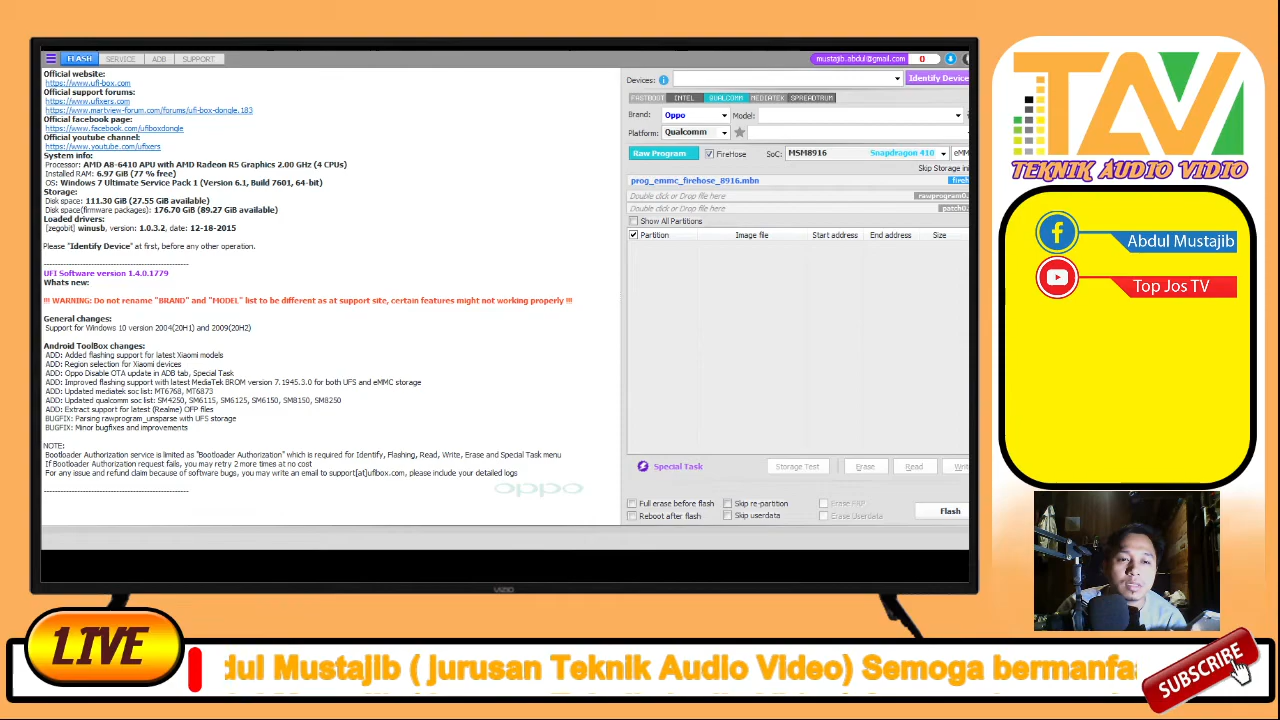 FLASH SERVICE ADB SUPPORT
mustajib.abdul@gmail.com 0
Official website:
https://www.ufi-box.com
Official support forums:
https://www.ufixers.com
https://www.martview-forum.com/forums/ufi-box-dongle.183
Official facebook page:
https://www.facebook.com/ufiboxdongle
Official youtube channel:
https://www.youtube.com/ufixers
System info:
Processor: AMD A8-6410 APU with AMD Radeon R5 Graphics 2.00 GHz (4 CPUs)
Installed RAM: 6.97 GiB (77 % free)
OS: Windows 7 Ultimate Service Pack 1 (Version 6.1, Build 7601, 64-bit)
Storage:
Disk space: 111.30 GiB (27.55 GiB available)
Disk space(firmware packages): 176.70 GiB (89.27 GiB available)
Loaded drivers:
[zegobit] winusb, version: 1.0.3.2, date: 12-18-2015
Please "Identify Device" at first, before any other operation.
UFI Software version 1.4.0.1779
Whats new:
!!! WARNING: Do not rename "BRAND" and "MODEL" list to be different as at support site, certain features might not working properly !!!
General changes:
Support for Windows 10 version 2004(20H1) and 2009(20H2)
Android ToolBox changes:
ADD: Added flashing support for latest Xiaomi models
ADD: Region selection for Xiaomi devices
ADD: Oppo Disable OTA update in ADB tab, Special Task
ADD: Improved flashing support with latest MediaTek BROM version 7.1945.3.0 for both UFS and eMMC storage
ADD: Updated mediatek soc list: MT6768, MT6873
ADD: Updated qualcomm soc list: SM4250, SM6115, SM6125, SM6150, SM8150, SM8250
ADD: Extract support for latest (Realme) OFP files
BUGFIX: Parsing rawprogram_unsparse with UFS storage
BUGFIX: Minor bugfixes and improvements
NOTE:
Bootloader Authorization service is limited as "Bootloader Authorization" which is required for Identify, Flashing, Read, Write, Erase and Special Task menu
If Bootloader Authorization request fails, you may retry 2 more times at no cost
For any issue and refund claim because of software bugs, you may write an email to support[at]ufibox.com, please include your detailed logs
oppo
Devices: Identify Device
FASTBOOT INTEL QUALCOMM MEDIATEK SPREADTRUM
Brand: Oppo Model:
Platform: Qualcomm
Raw Program FireHose SoC: MSM8916 Snapdragon 410 eMM
Skip Storage in
prog_emmc_firehose_8916.mbn fireh
Double click or Drop file here rawprogram0
Double click or Drop file here patch0
Show All Partitions
Partition Image file Start address End address Size
Special Task Storage Test Erase Read Writ
Full erase before flash Skip re-partition Erase FRP
Reboot after flash Skip userdata Erase Userdata
Flash
VIZIO
TAV
TEKNIK AUDIO VIDIO
Abdul Mustajib
Top Jos TV
LIVE
dul Mustajib ( jurusan Teknik Audio Video) Semoga bermanfa
SUBSCRIBE